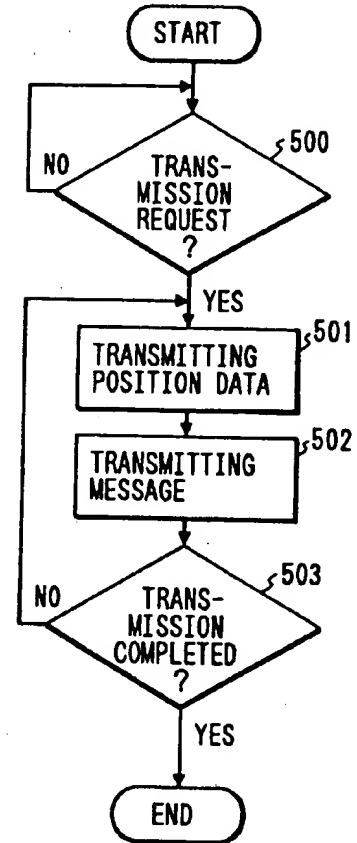 START
500
NO
TRANS-
MISSION
REQUEST
?
YES
501
TRANSMITTING
POSITION DATA
502
TRANSMITTING
MESSAGE
503
NO
TRANS-
MISSION
COMPLETED
?
YES
END